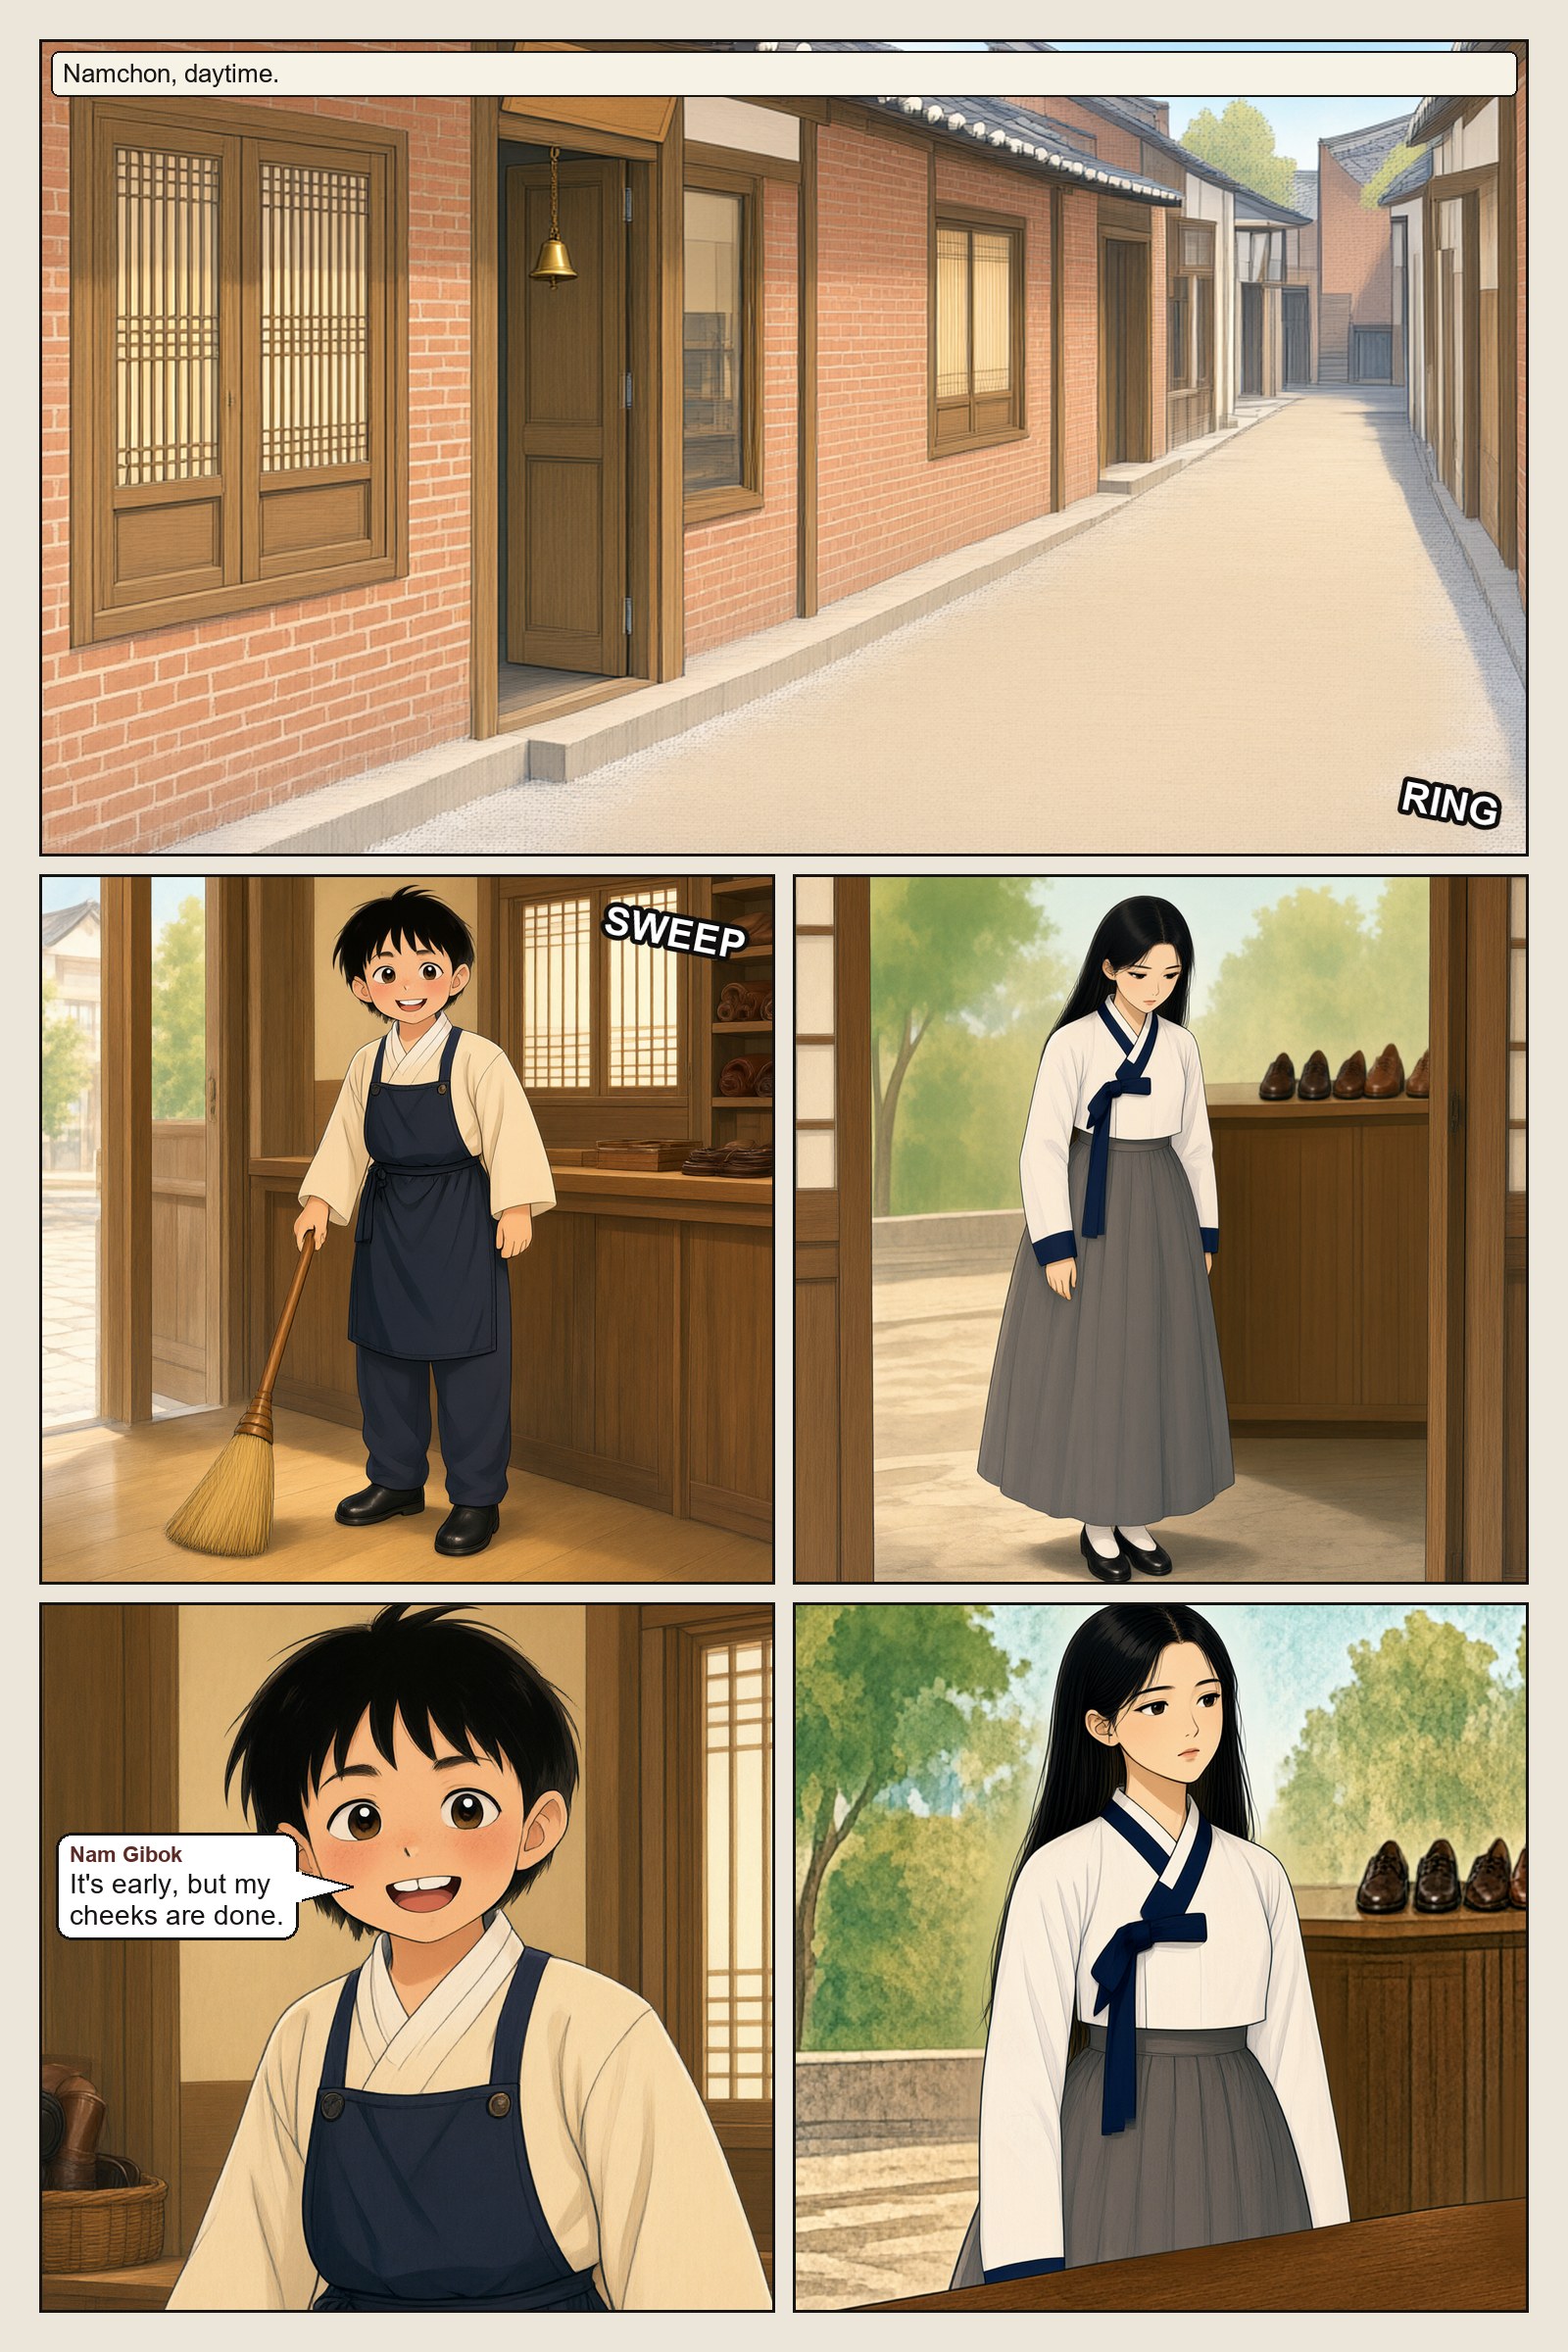 Namchon, daytime.
RING
SWEEP
Nam Gibok
It's early, but my
cheeks are done.